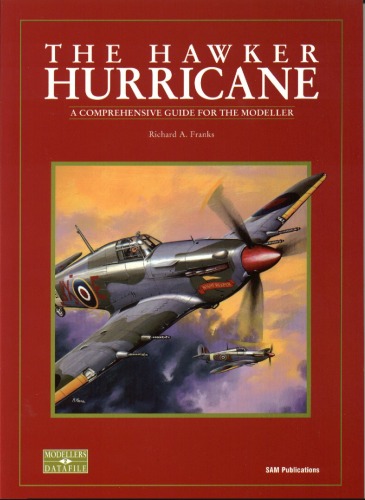 THE HAWKER
HURRICANE
A COMPREHENSIVE GUIDE FOR THE MODELLER
Richard A. Franks
MODELLERS
DATAFILE
SAM Publications